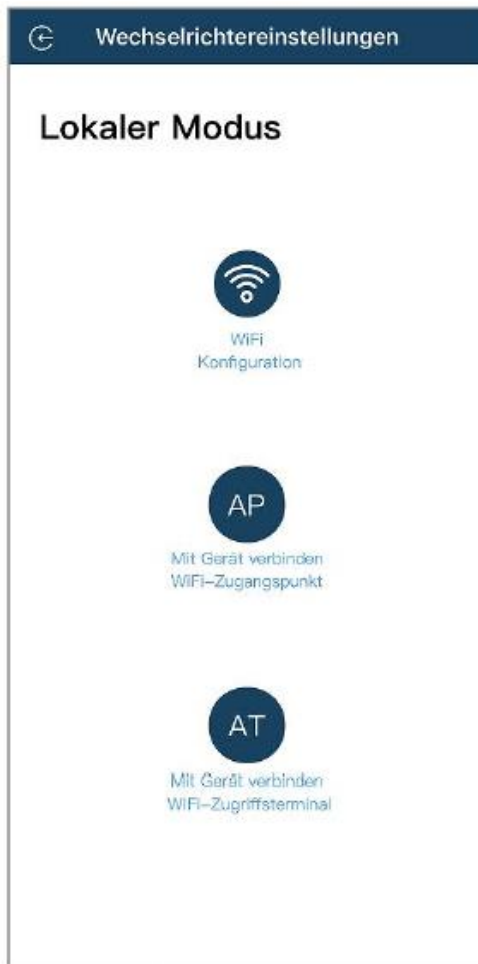 Wechselrichtereinstellungen
Lokaler Modus
WiFi
Konfiguration
AP
Mit Gerät verbinden
WiFi-Zugangspunkt
AT
Mit Gerät verbinden
WiFi-Zugriffsterminal